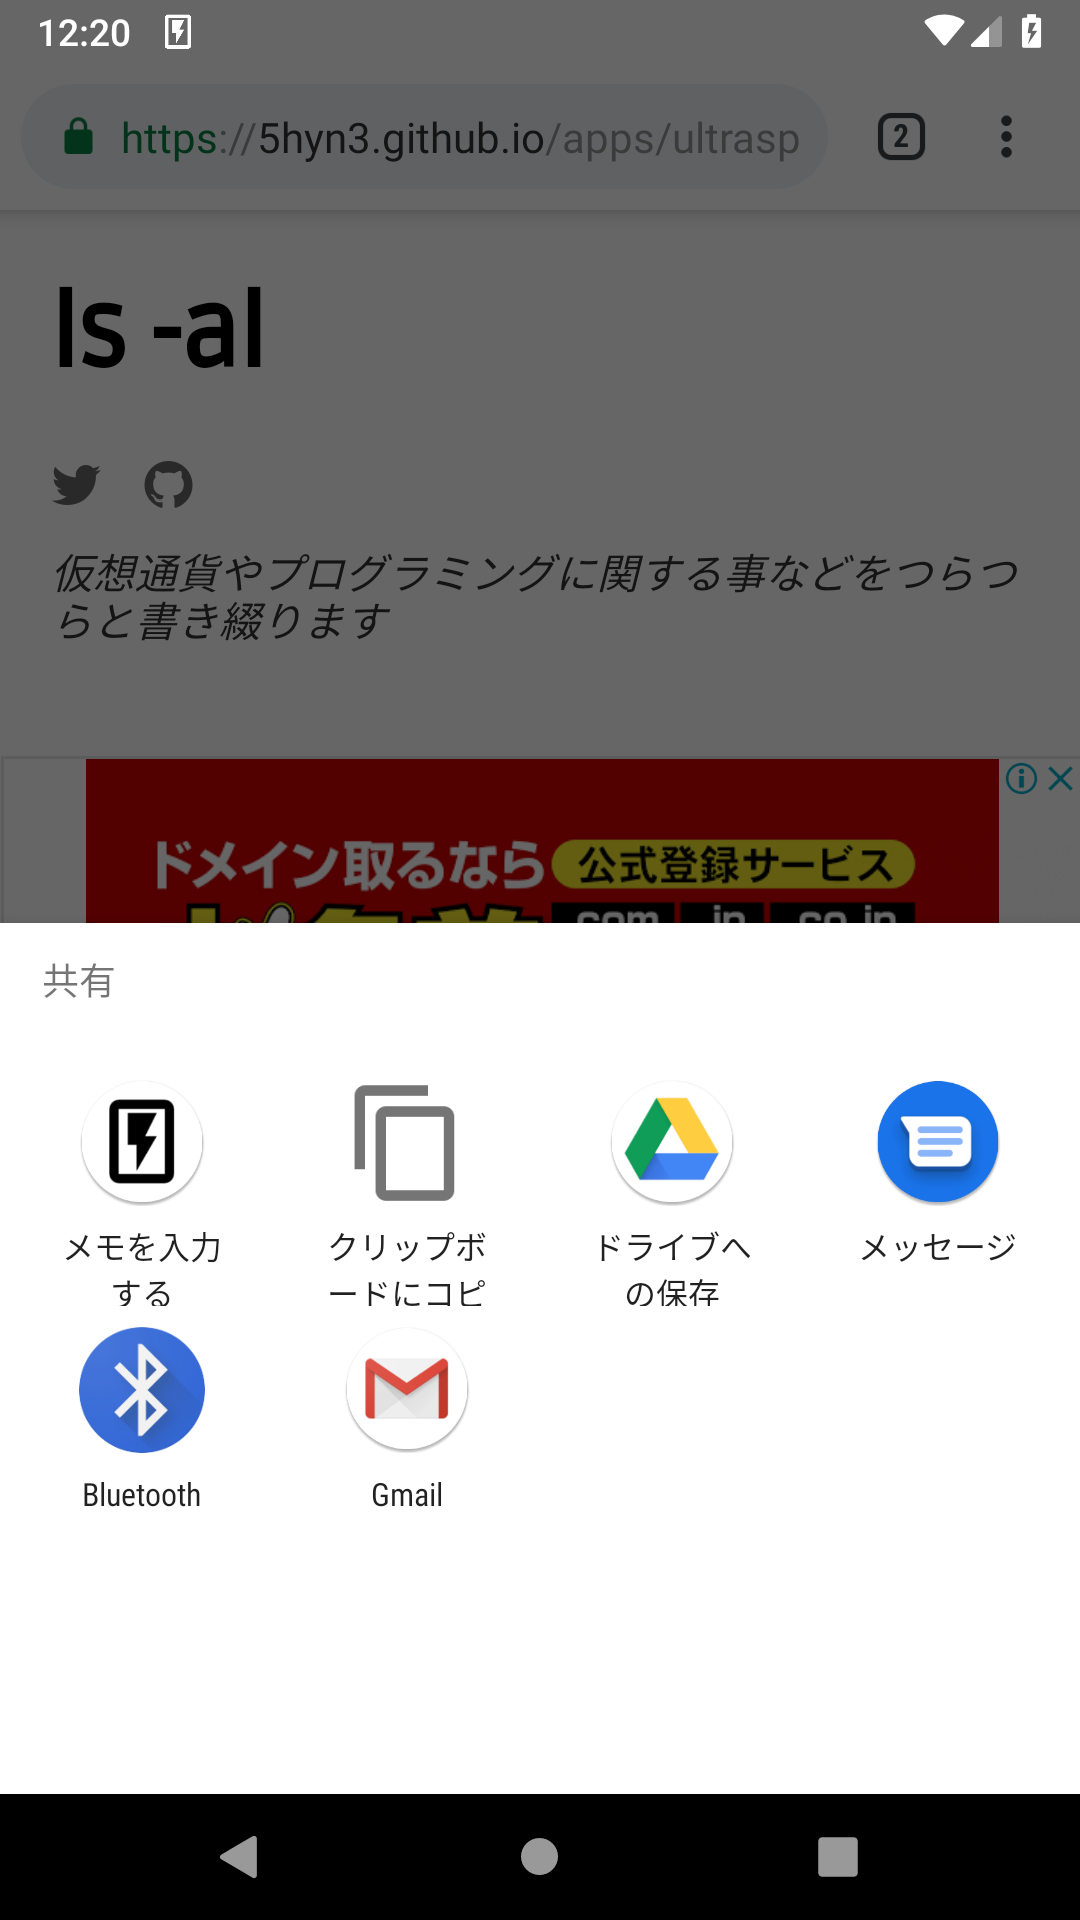 12:20
https://5hyn3.github.io/apps/ultrasp
2
ls -al
仮想通貨やプログラミングに関する事などをつらつ
らと書き綴ります
ドメイン取るなら 公式登録サービス
.com .jp .co.jp
共有
メモを入力
する
クリップボ
ードにコピ
ドライブへ
の保存
メッセージ
Bluetooth
Gmail